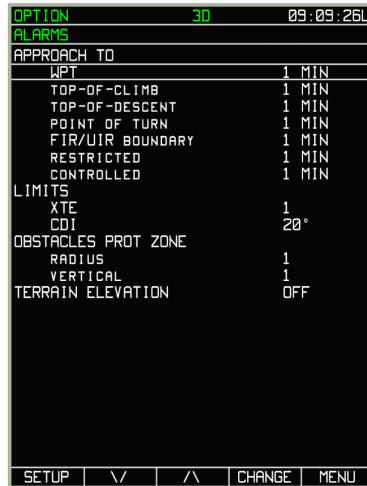 OPTION 3D 09:09:26L
ALARMS
APPROACH TO
WPT 1 MIN
TOP-OF-CLIMB 1 MIN
TOP-OF-DESCENT 1 MIN
POINT OF TURN 1 MIN
FIR/UIR BOUNDARY 1 MIN
RESTRICTED 1 MIN
CONTROLLED 1 MIN
LIMITS
XTE 1
CDI 20°
OBSTACLES PROT ZONE
RADIUS 1
VERTICAL 1
TERRAIN ELEVATION OFF
SETUP \/ /\ CHANGE MENU